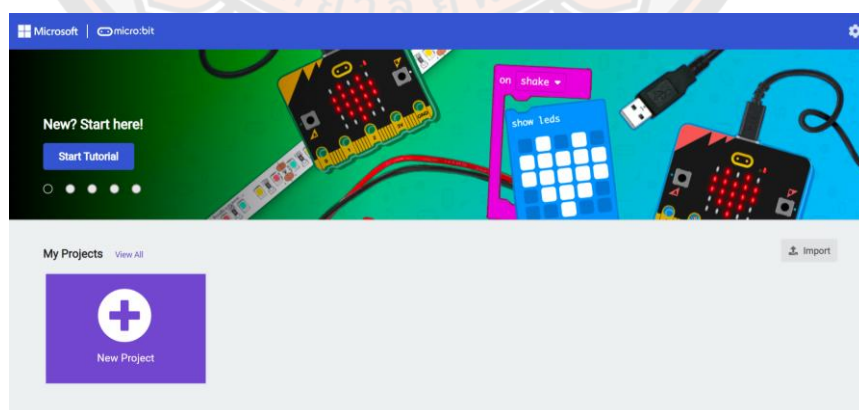 Microsoft | micro:bit
on shake
show leds
New? Start here!
Start Tutorial
My Projects View All
Import
New Project